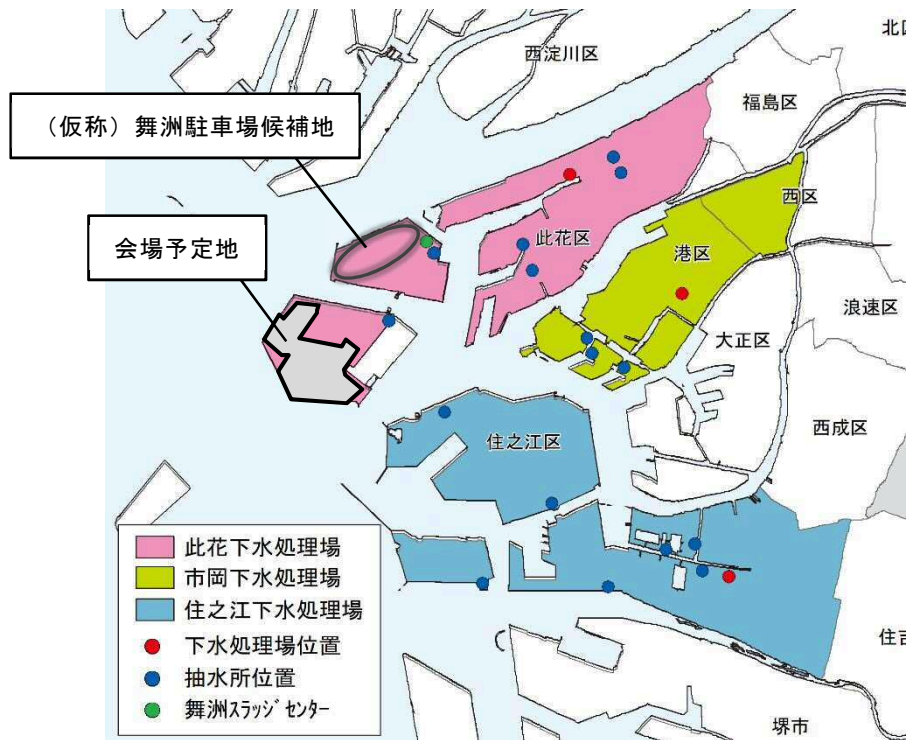 北区
西淀川区
福島区
（仮称）舞洲駐車場候補地
西区
会場予定地
此花区
港区
浪速区
大正区
西成区
住之江区
此花下水処理場
市岡下水処理場
住之江下水処理場
下水処理場位置
住吉
抽水所位置
舞洲ｽﾗｯｼﾞｾﾝﾀｰ
堺市